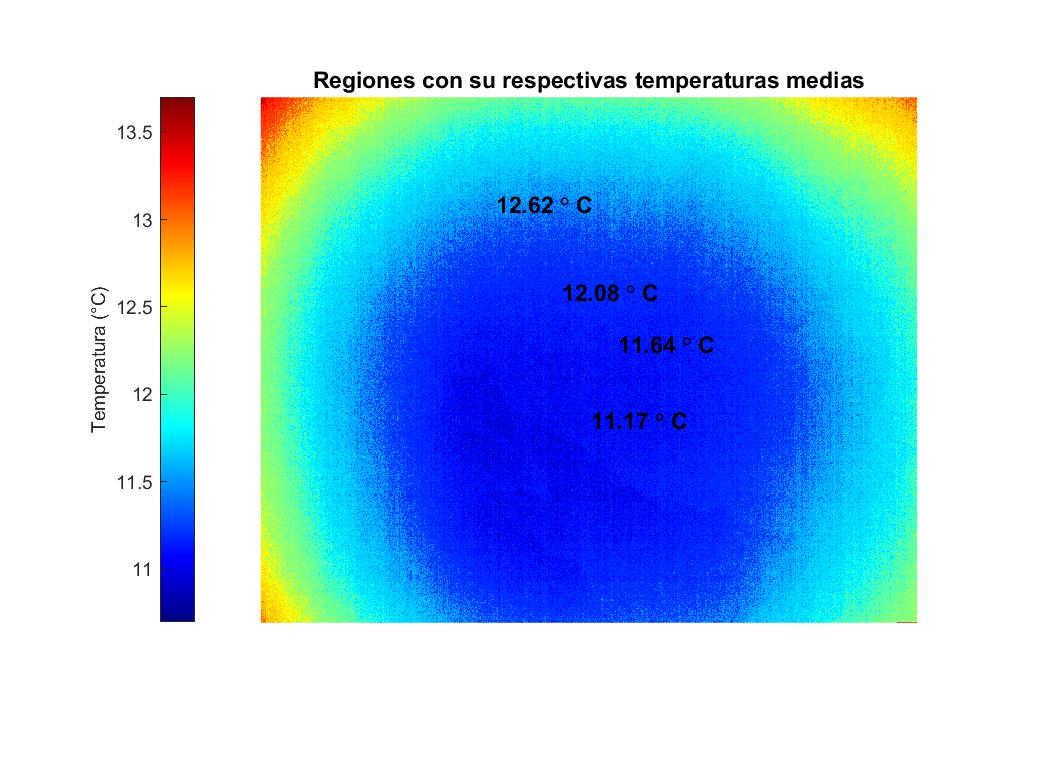 Regiones con su respectivas temperaturas medias
13.5
13
12.5
12
11.5
11
Temperatura (°C)
12.62 ° C
12.08 ° C
11.64 ° C
11.17 ° C